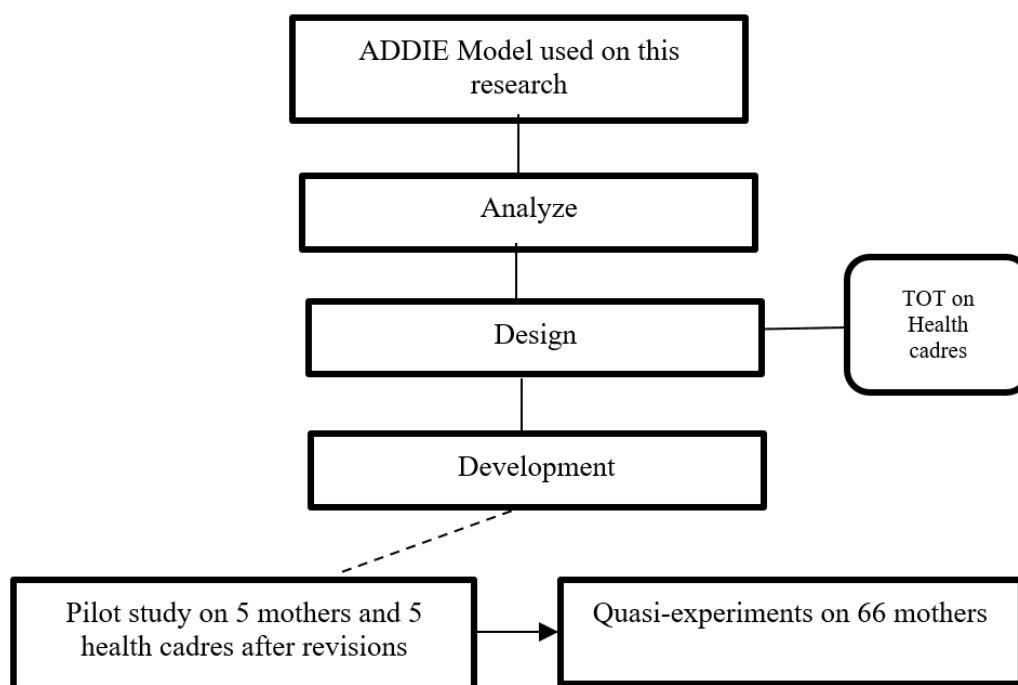 ADDIE Model used on this
research
Analyze
Design
TOT on
Health
cadres
Development
Pilot study on 5 mothers and 5
health cadres after revisions
Quasi-experiments on 66 mothers